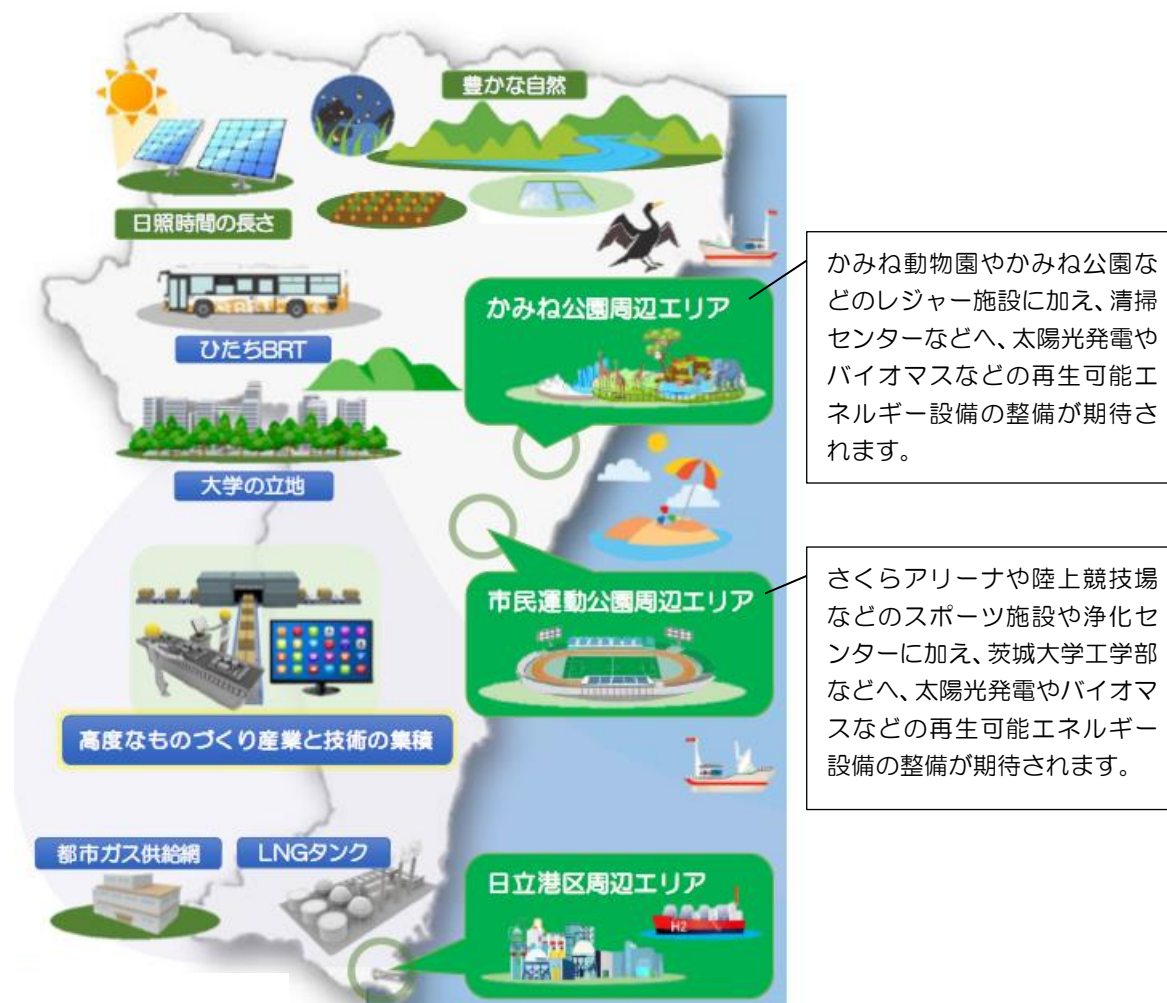 豊かな自然
日照時間の長さ
ひたちBRT
大学の立地
高度なものづくり産業と技術の集積
都市ガス供給網
LNGタンク
かみね公園周辺エリア
市民運動公園周辺エリア
日立港区周辺エリア
H2
かみね動物園やかみね公園な
どのレジャー施設に加え、清掃
センターなどへ、太陽光発電や
バイオマスなどの再生可能エ
ネルギー設備の整備が期待さ
れます。
さくらアリーナや陸上競技場
などのスポーツ施設や浄化セ
ンターに加え、茨城大学工学部
などへ、太陽光発電やバイオマ
スなどの再生可能エネルギー
設備の整備が期待されます。